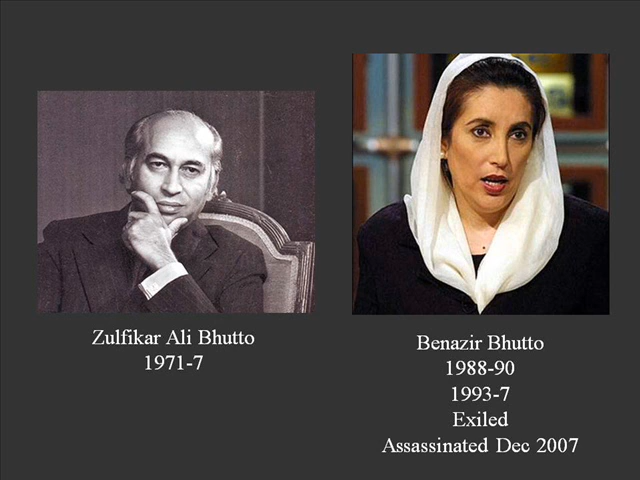 Zulfikar Ali Bhutto
1971-7
Benazir Bhutto
1988-90
1993-7
Exiled
Assassinated Dec 2007